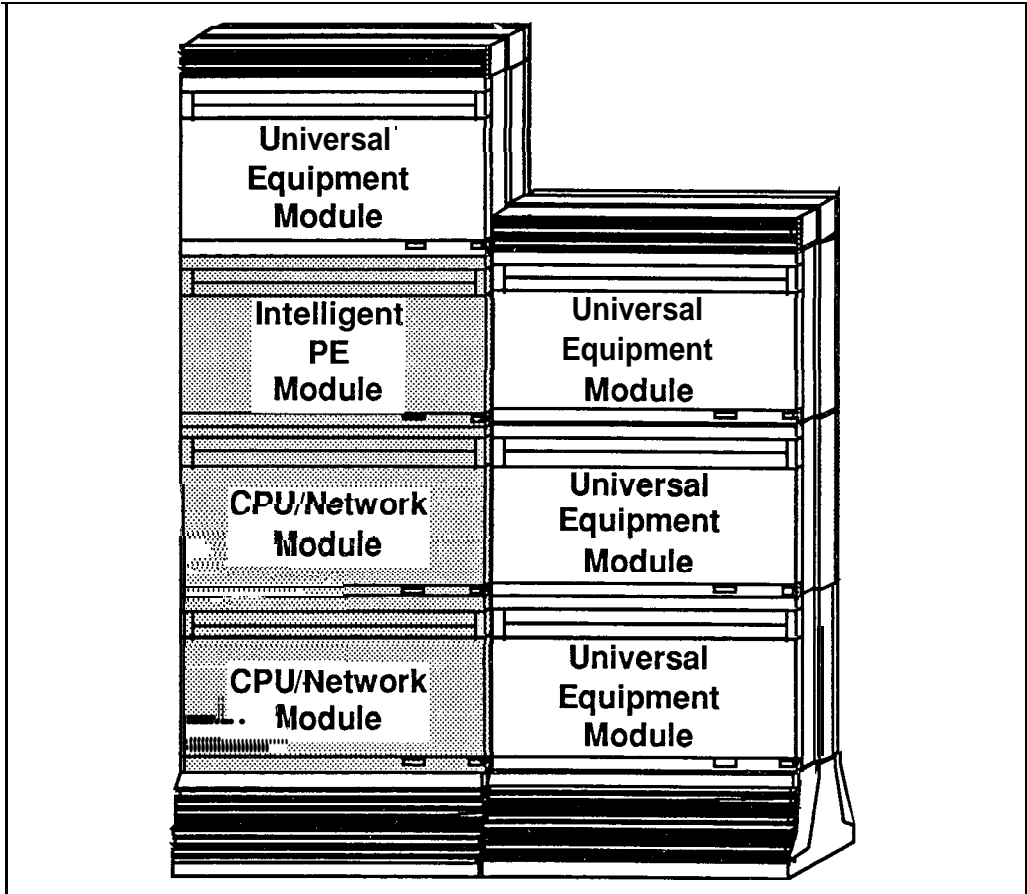 Universal
Equipment
Module
Intelligent
PE
Module
CPU/Network
Module
CPU/Network
Module
Universal
Equipment
Module
Universal
Equipment
Module
Universal
Equipment
Module